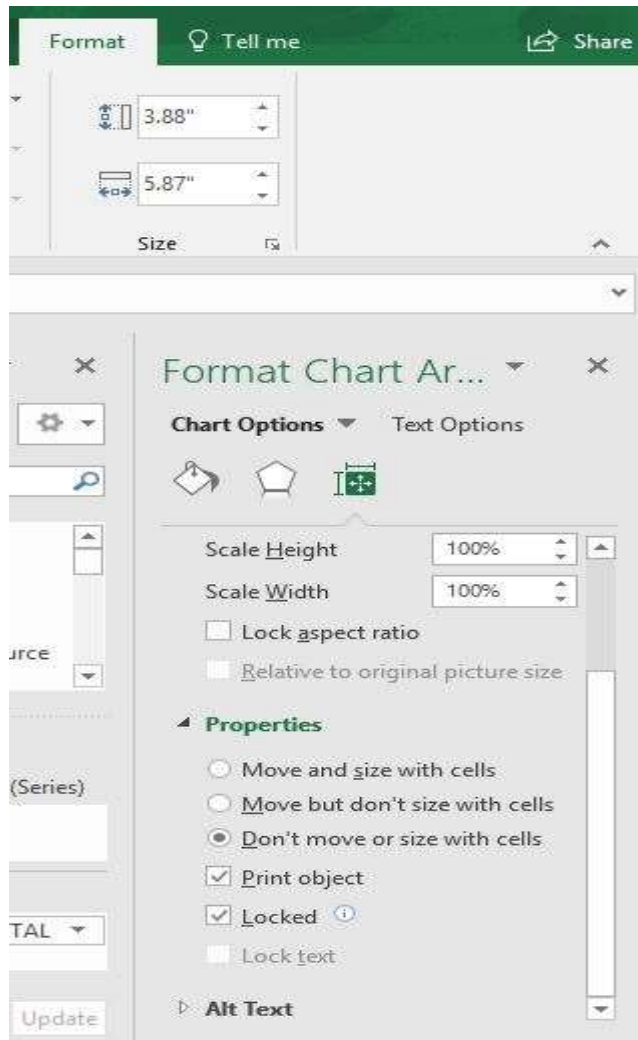 Format Tell me Share
3.88"
5.87"
Size
Format Chart Ar...
Chart Options Text Options
Scale Height 100%
Scale Width 100%
Lock aspect ratio
urce
Relative to original picture size
Properties
Move and size with cells
(Series)
Move but don't size with cells
Don't move or size with cells
Print object
Locked
TAL
Lock text
Alt Text
Update